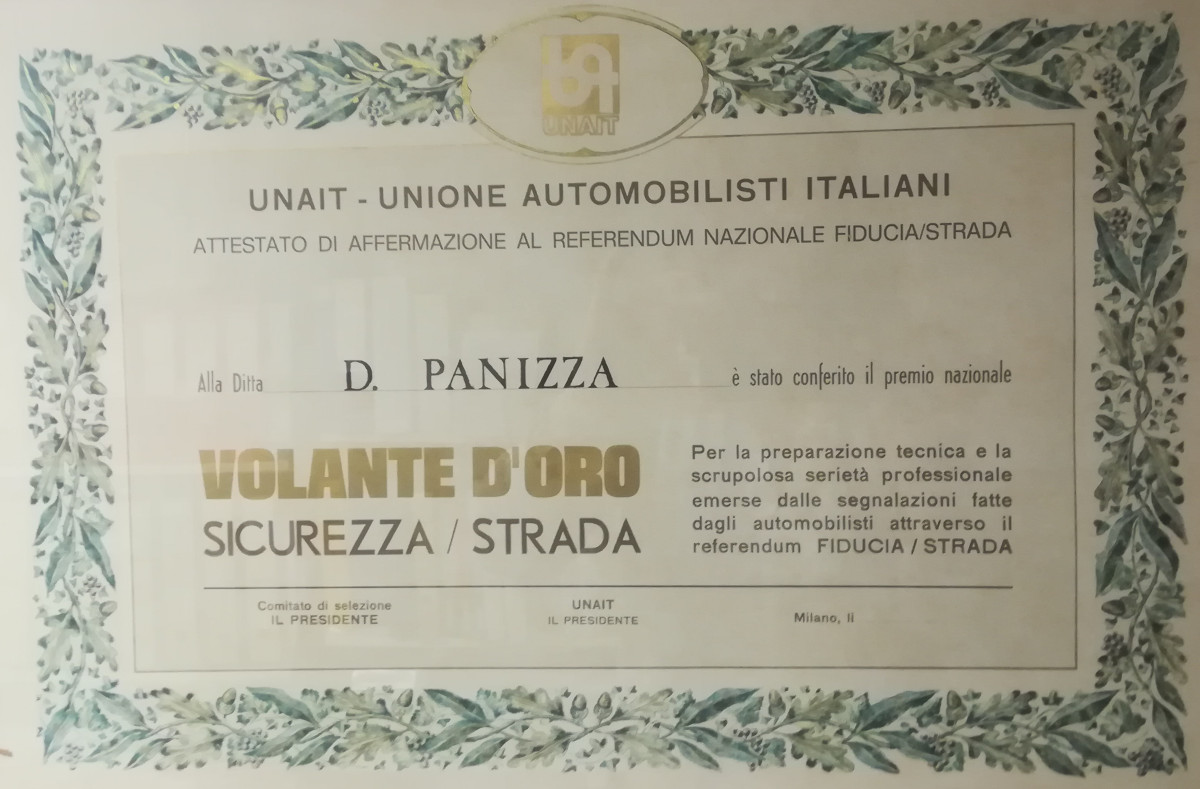 UNAIT
UNAIT - UNIONE AUTOMOBILISTI ITALIANI
ATTESTATO DI AFFERMAZIONE AL REFERENDUM NAZIONALE FIDUCIA/STRADA
Alla Ditta D. PANIZZA è stato conferito il premio nazionale
VOLANTE D'ORO
SICUREZZA / STRADA
Per la preparazione tecnica e la
scrupolosa serietà professionale
emerse dalle segnalazioni fatte
dagli automobilisti attraverso il
referendum FIDUCIA / STRADA
Comitato di selezione
IL PRESIDENTE
UNAIT
IL PRESIDENTE
Milano, li